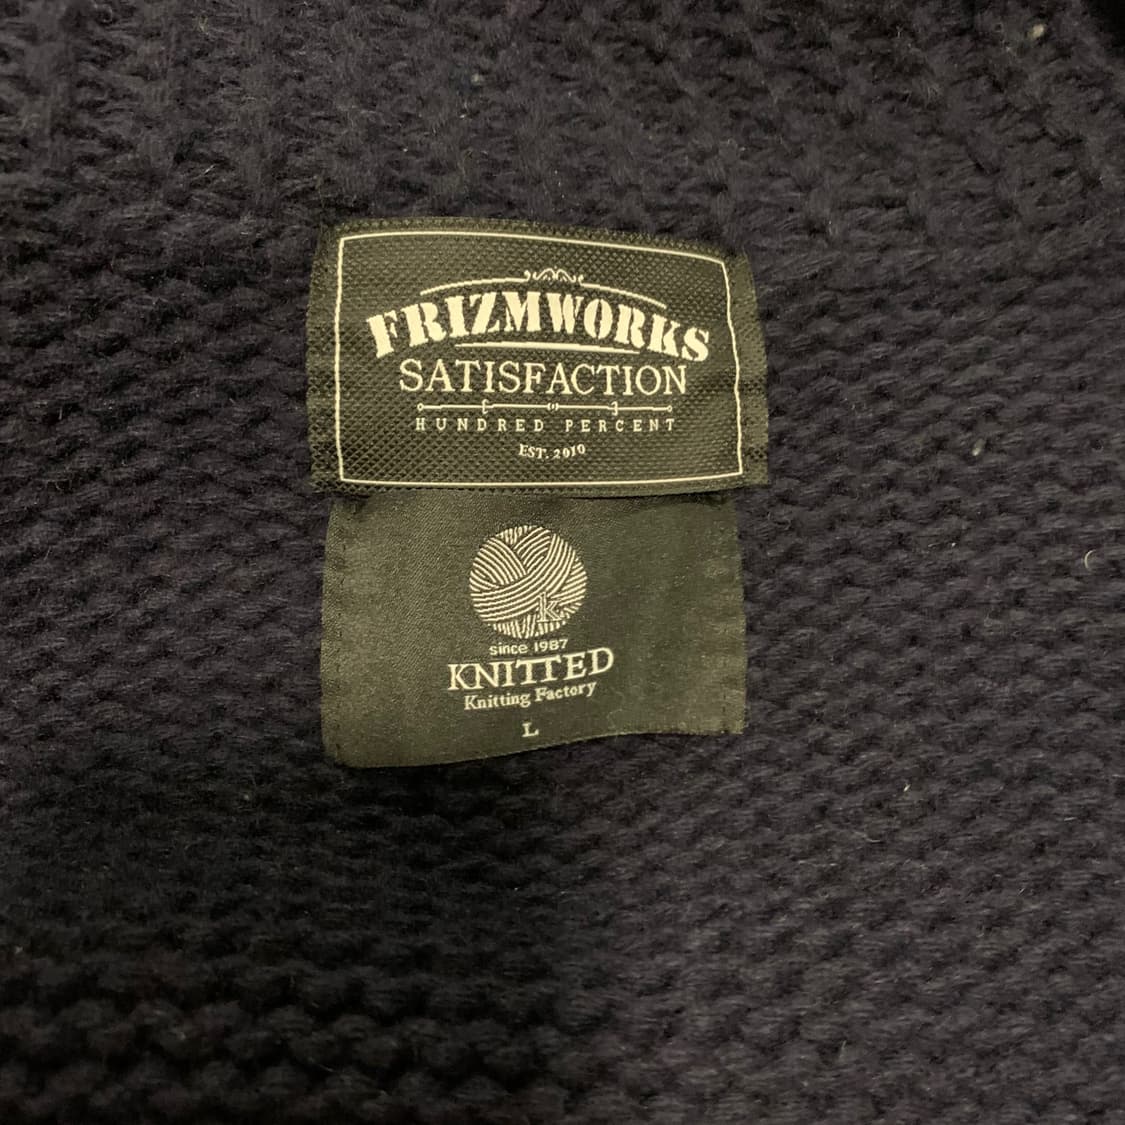 FRIZMWORKS
SATISFACTION
HUNDRED PERCENT
EST. 2010
k
since 1987
KNITTED
Knitting Factory
L